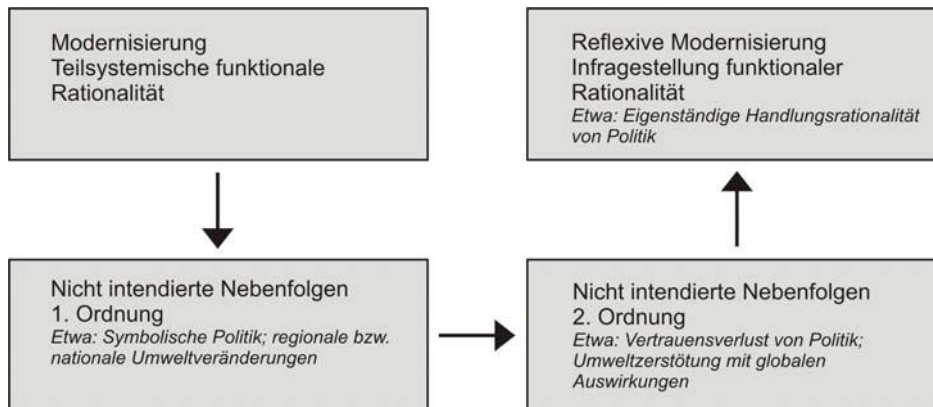 Modernisierung
Teilsystemische funktionale
Rationalität
Nicht intendierte Nebenfolgen
1. Ordnung
Etwa: Symbolische Politik; regionale bzw.
nationale Umweltveränderungen
Nicht intendierte Nebenfolgen
2. Ordnung
Etwa: Vertrauensverlust von Politik;
Umweltzerstötung mit globalen
Auswirkungen
Reflexive Modernisierung
Infragestellung funktionaler
Rationalität
Etwa: Eigenständige Handlungsrationalität
von Politik